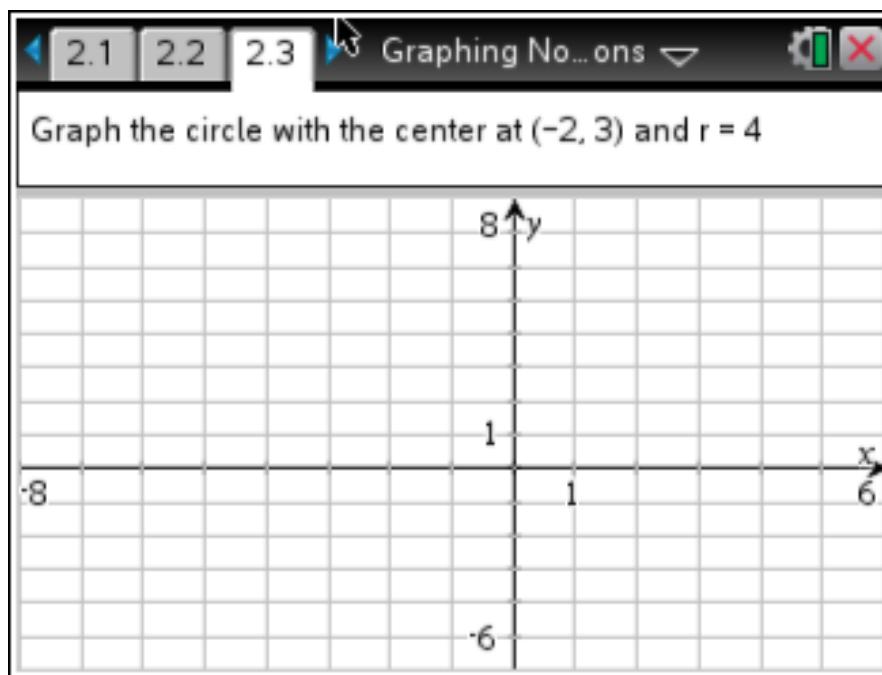 2.1 2.2 2.3 Graphing No...ons
Graph the circle with the center at (−2, 3) and r = 4
8 y
1
x
-8 1 6
-6